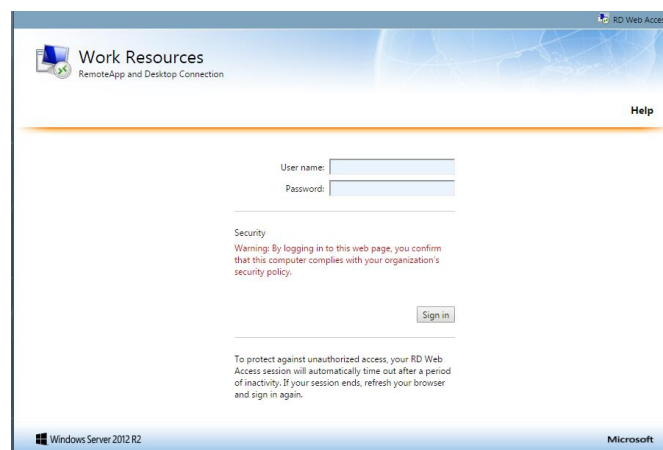 RD Web Acces
Work Resources
RemoteApp and Desktop Connection
Help
User name:
Password:
Security
Warning: By logging in to this web page, you confirm
that this computer complies with your organization's
security policy.
Sign in
To protect against unauthorized access, your RD Web
Access session will automatically time out after a period
of inactivity. If your session ends, refresh your browser
and sign in again.
Windows Server 2012 R2
Microsoft